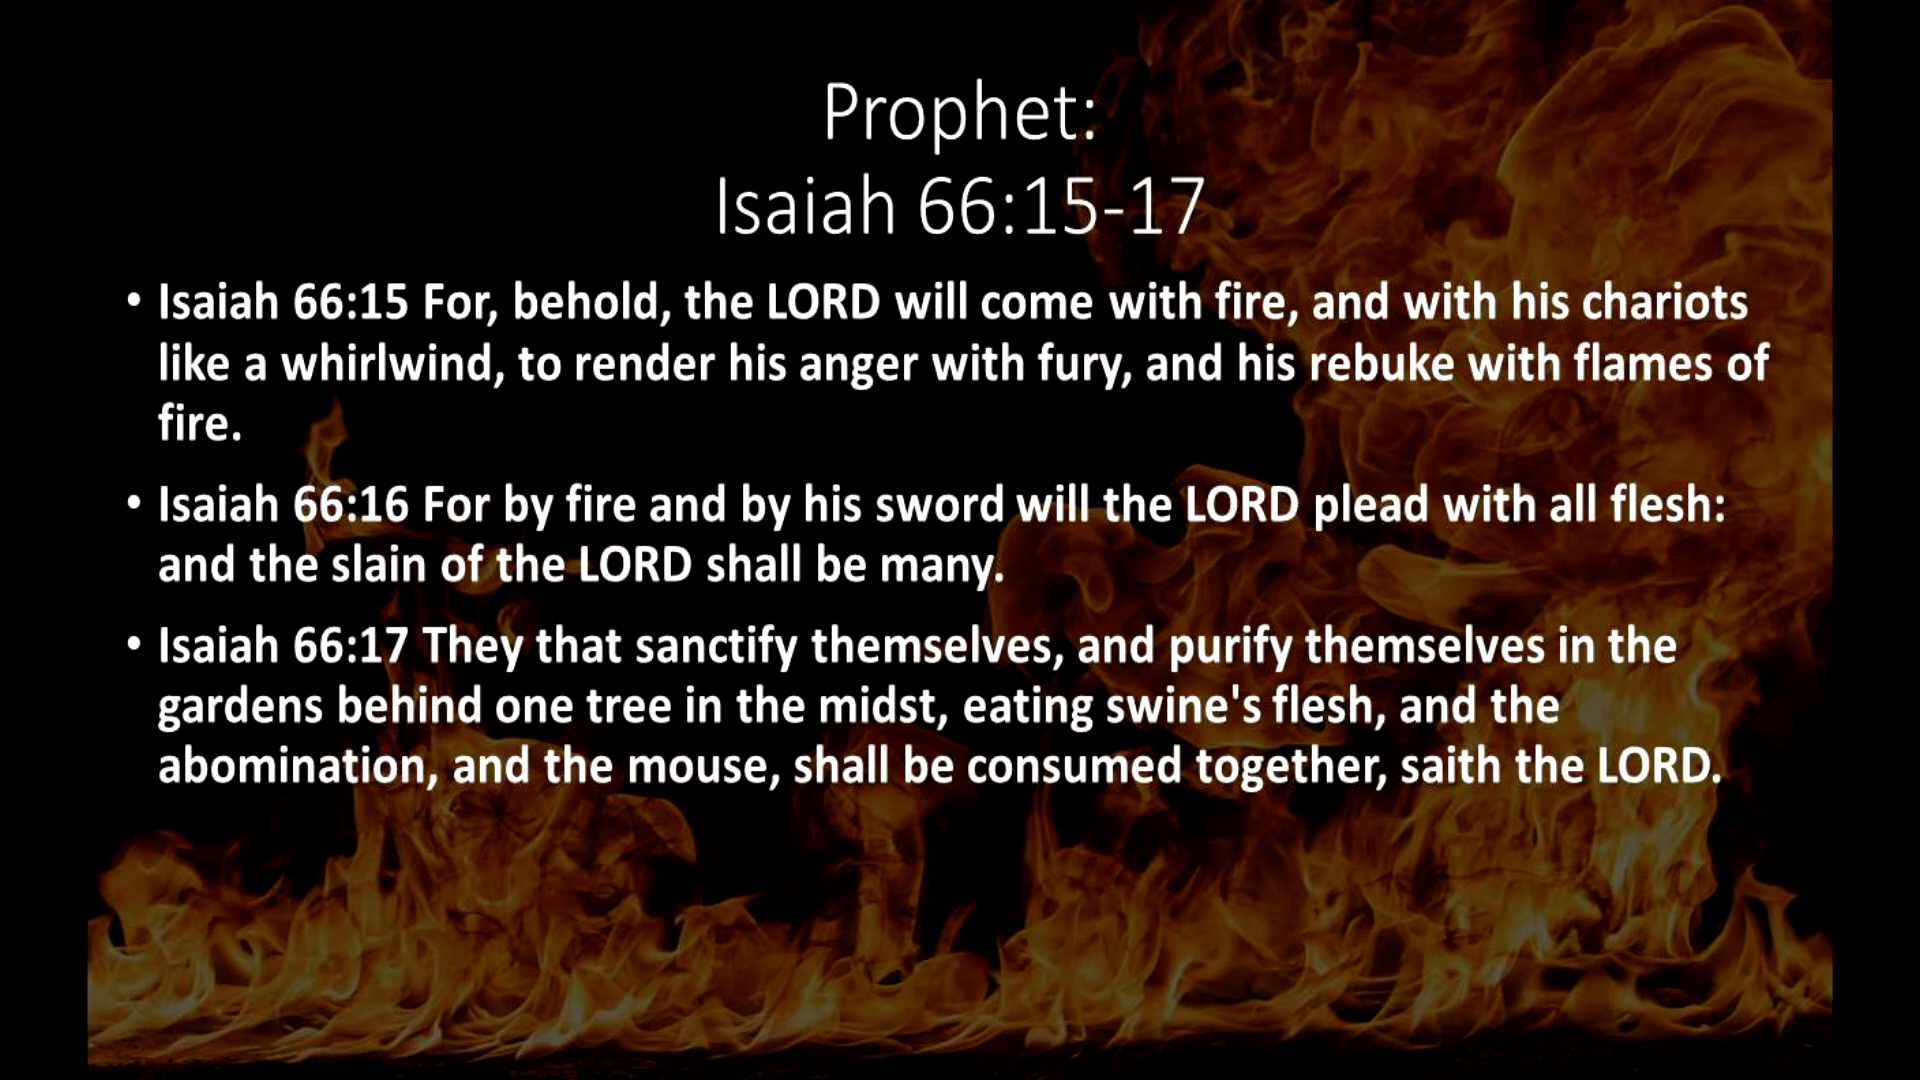 Prophet:
Isaiah 66:15-17
• Isaiah 66:15 For, behold, the LORD will come with fire, and with his chariots
like a whirlwind, to render his anger with fury, and his rebuke with flames of
fire.
• Isaiah 66:16 For by fire and by his sword will the LORD plead with all flesh:
and the slain of the LORD shall be many.
• Isaiah 66:17 They that sanctify themselves, and purify themselves in the
gardens behind one tree in the midst, eating swine's flesh, and the
abomination, and the mouse, shall be consumed together, saith the LORD.